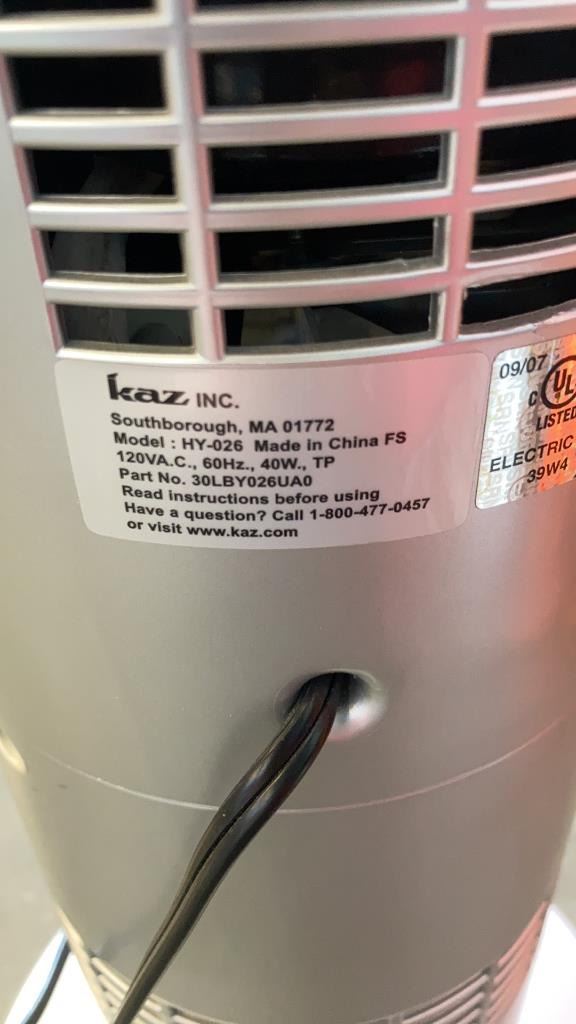 kaz INC.
Southborough, MA 01772
Model : HY-026 Made in China FS
120VA.C., 60Hz., 40W., TP
Part No. 30LBY026UA0
Read instructions before using
Have a question? Call 1-800-477-0457
or visit www.kaz.com
09/07
C UL
LISTED
ELECTRIC
39W4